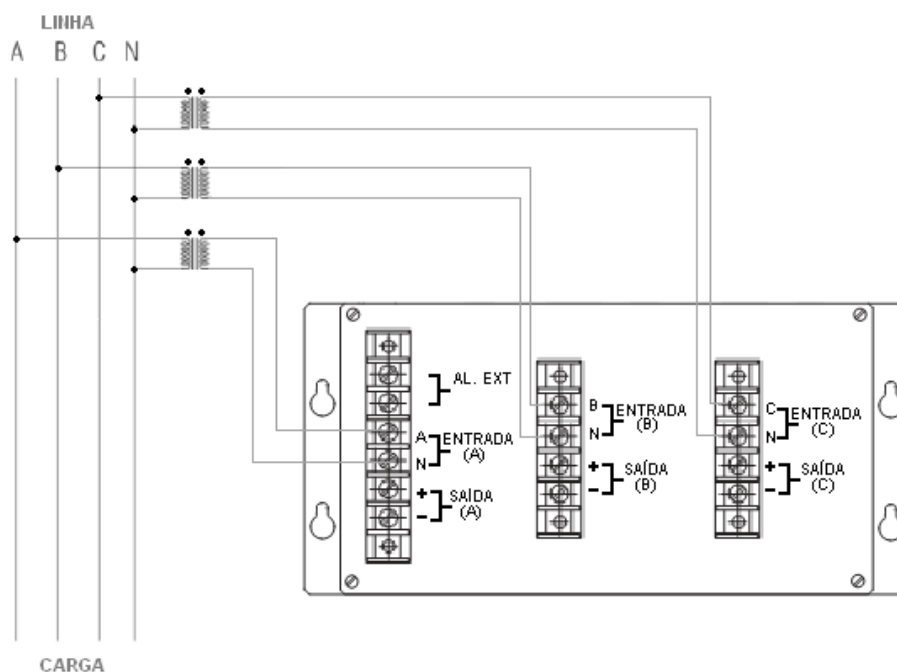 LINHA
A B C N
AL. EXT
A ENTRADA
N (A)
+ SAÍDA
- (A)
B ENTRADA
N (B)
+ SAÍDA
- (B)
C ENTRADA
N (C)
+ SAÍDA
- (C)
CARGA